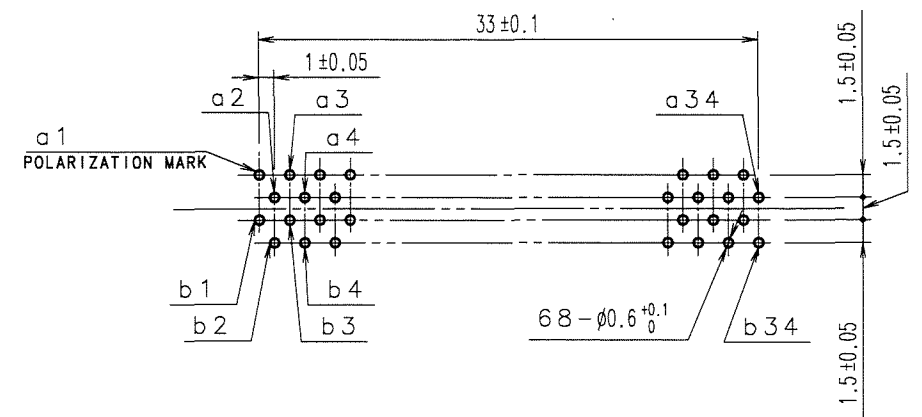 33±0.1
1±0.05
a2
a3
a34
a1
POLARIZATION MARK
a4
1.5±0.05
1.5±0.05
b1
b4
b2
b3
68-Ø0.6 +0.1 0
b34
1.5±0.05